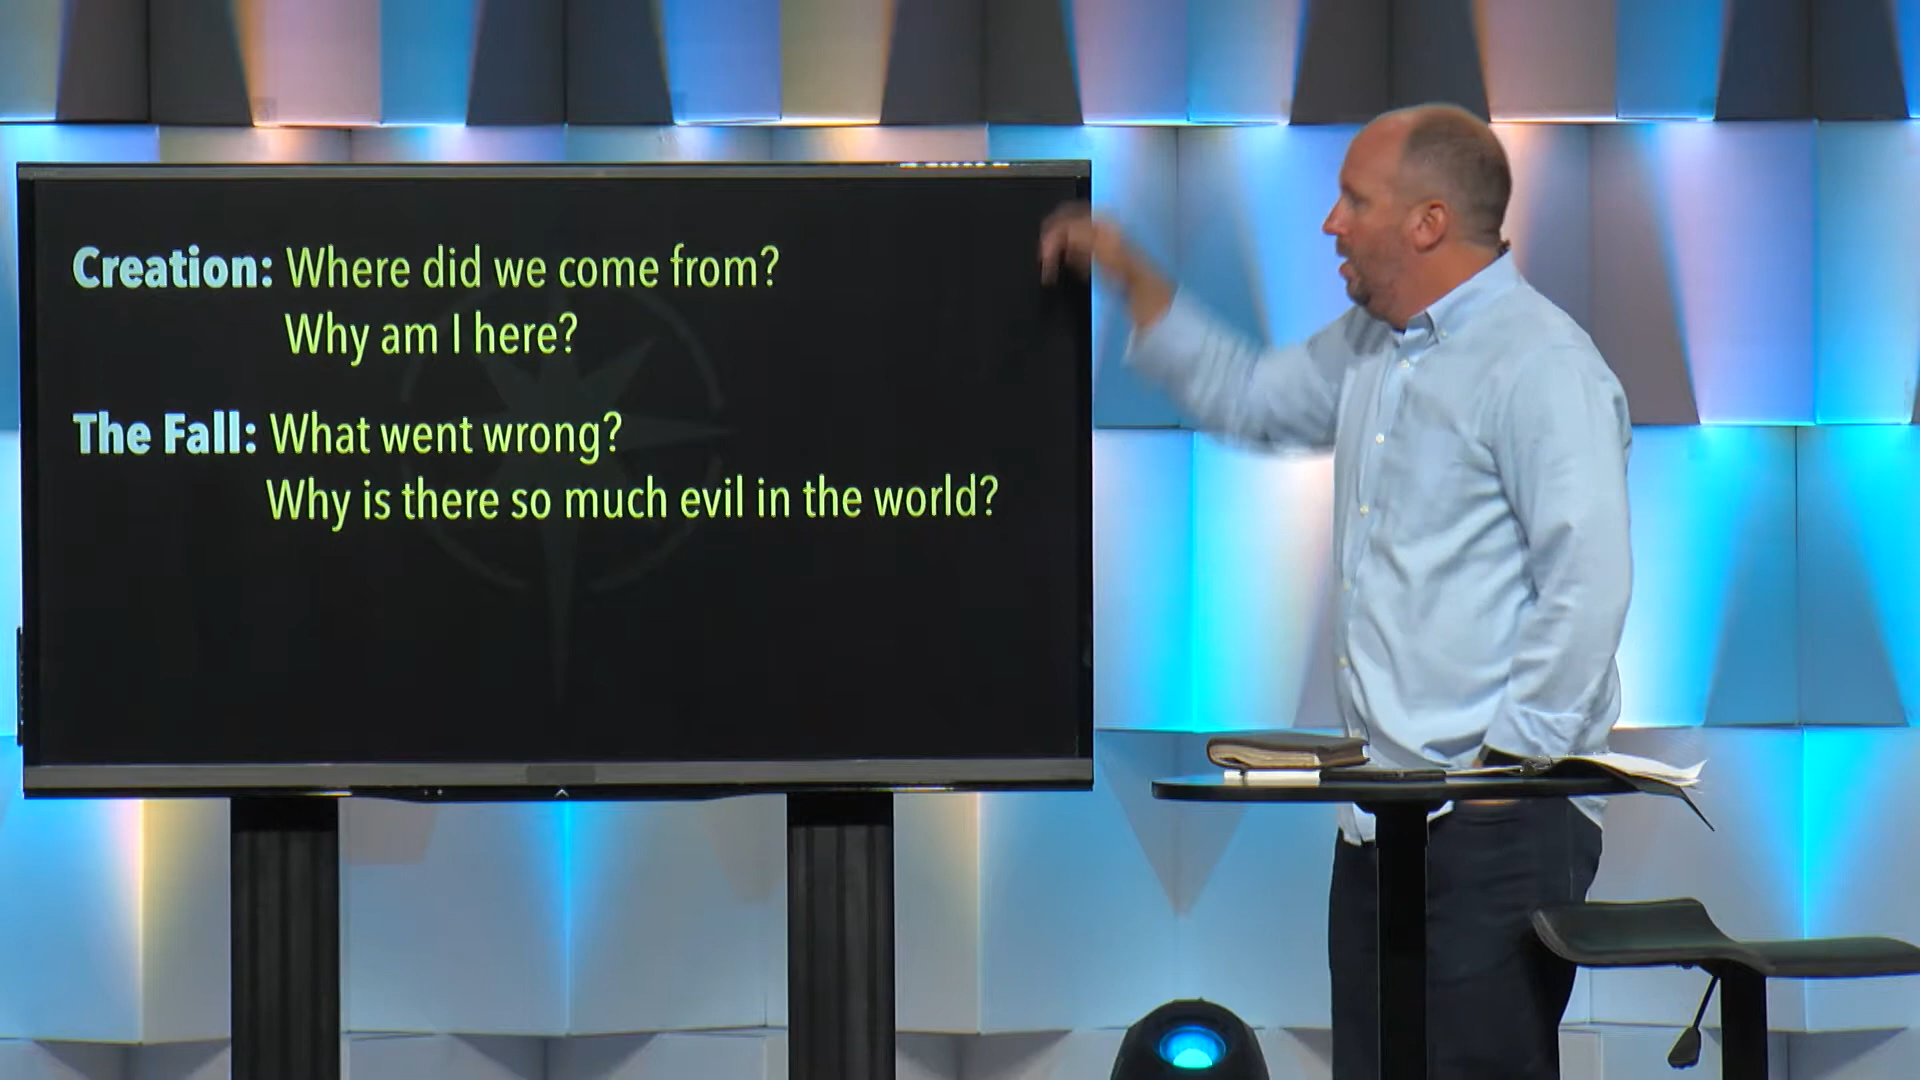 Creation: Where did we come from?
Why am I here?
The Fall: What went wrong?
Why is there so much evil in the world?